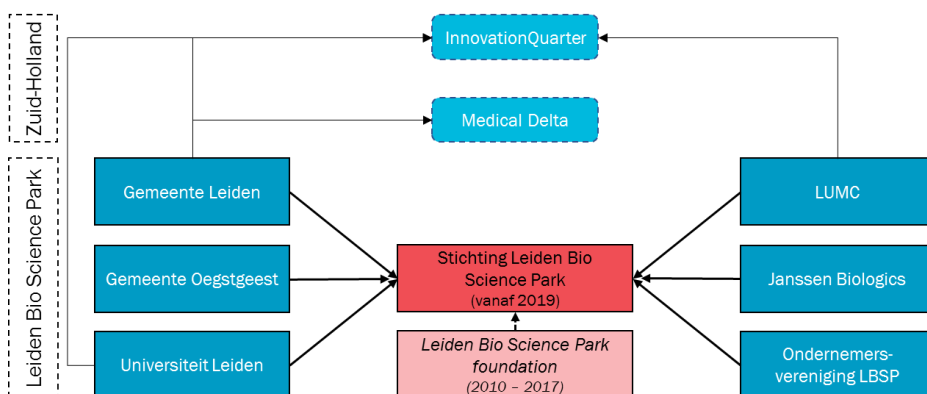 Zuid-Holland
InnovationQuarter
Medical Delta
Leiden Bio Science Park
Gemeente Leiden
LUMC
Gemeente Oegstgeest
Stichting Leiden Bio
Science Park
(vanaf 2019)
Janssen Biologics
Universiteit Leiden
Leiden Bio Science Park
foundation
(2010 – 2017)
Ondernemers-
vereniging LBSP